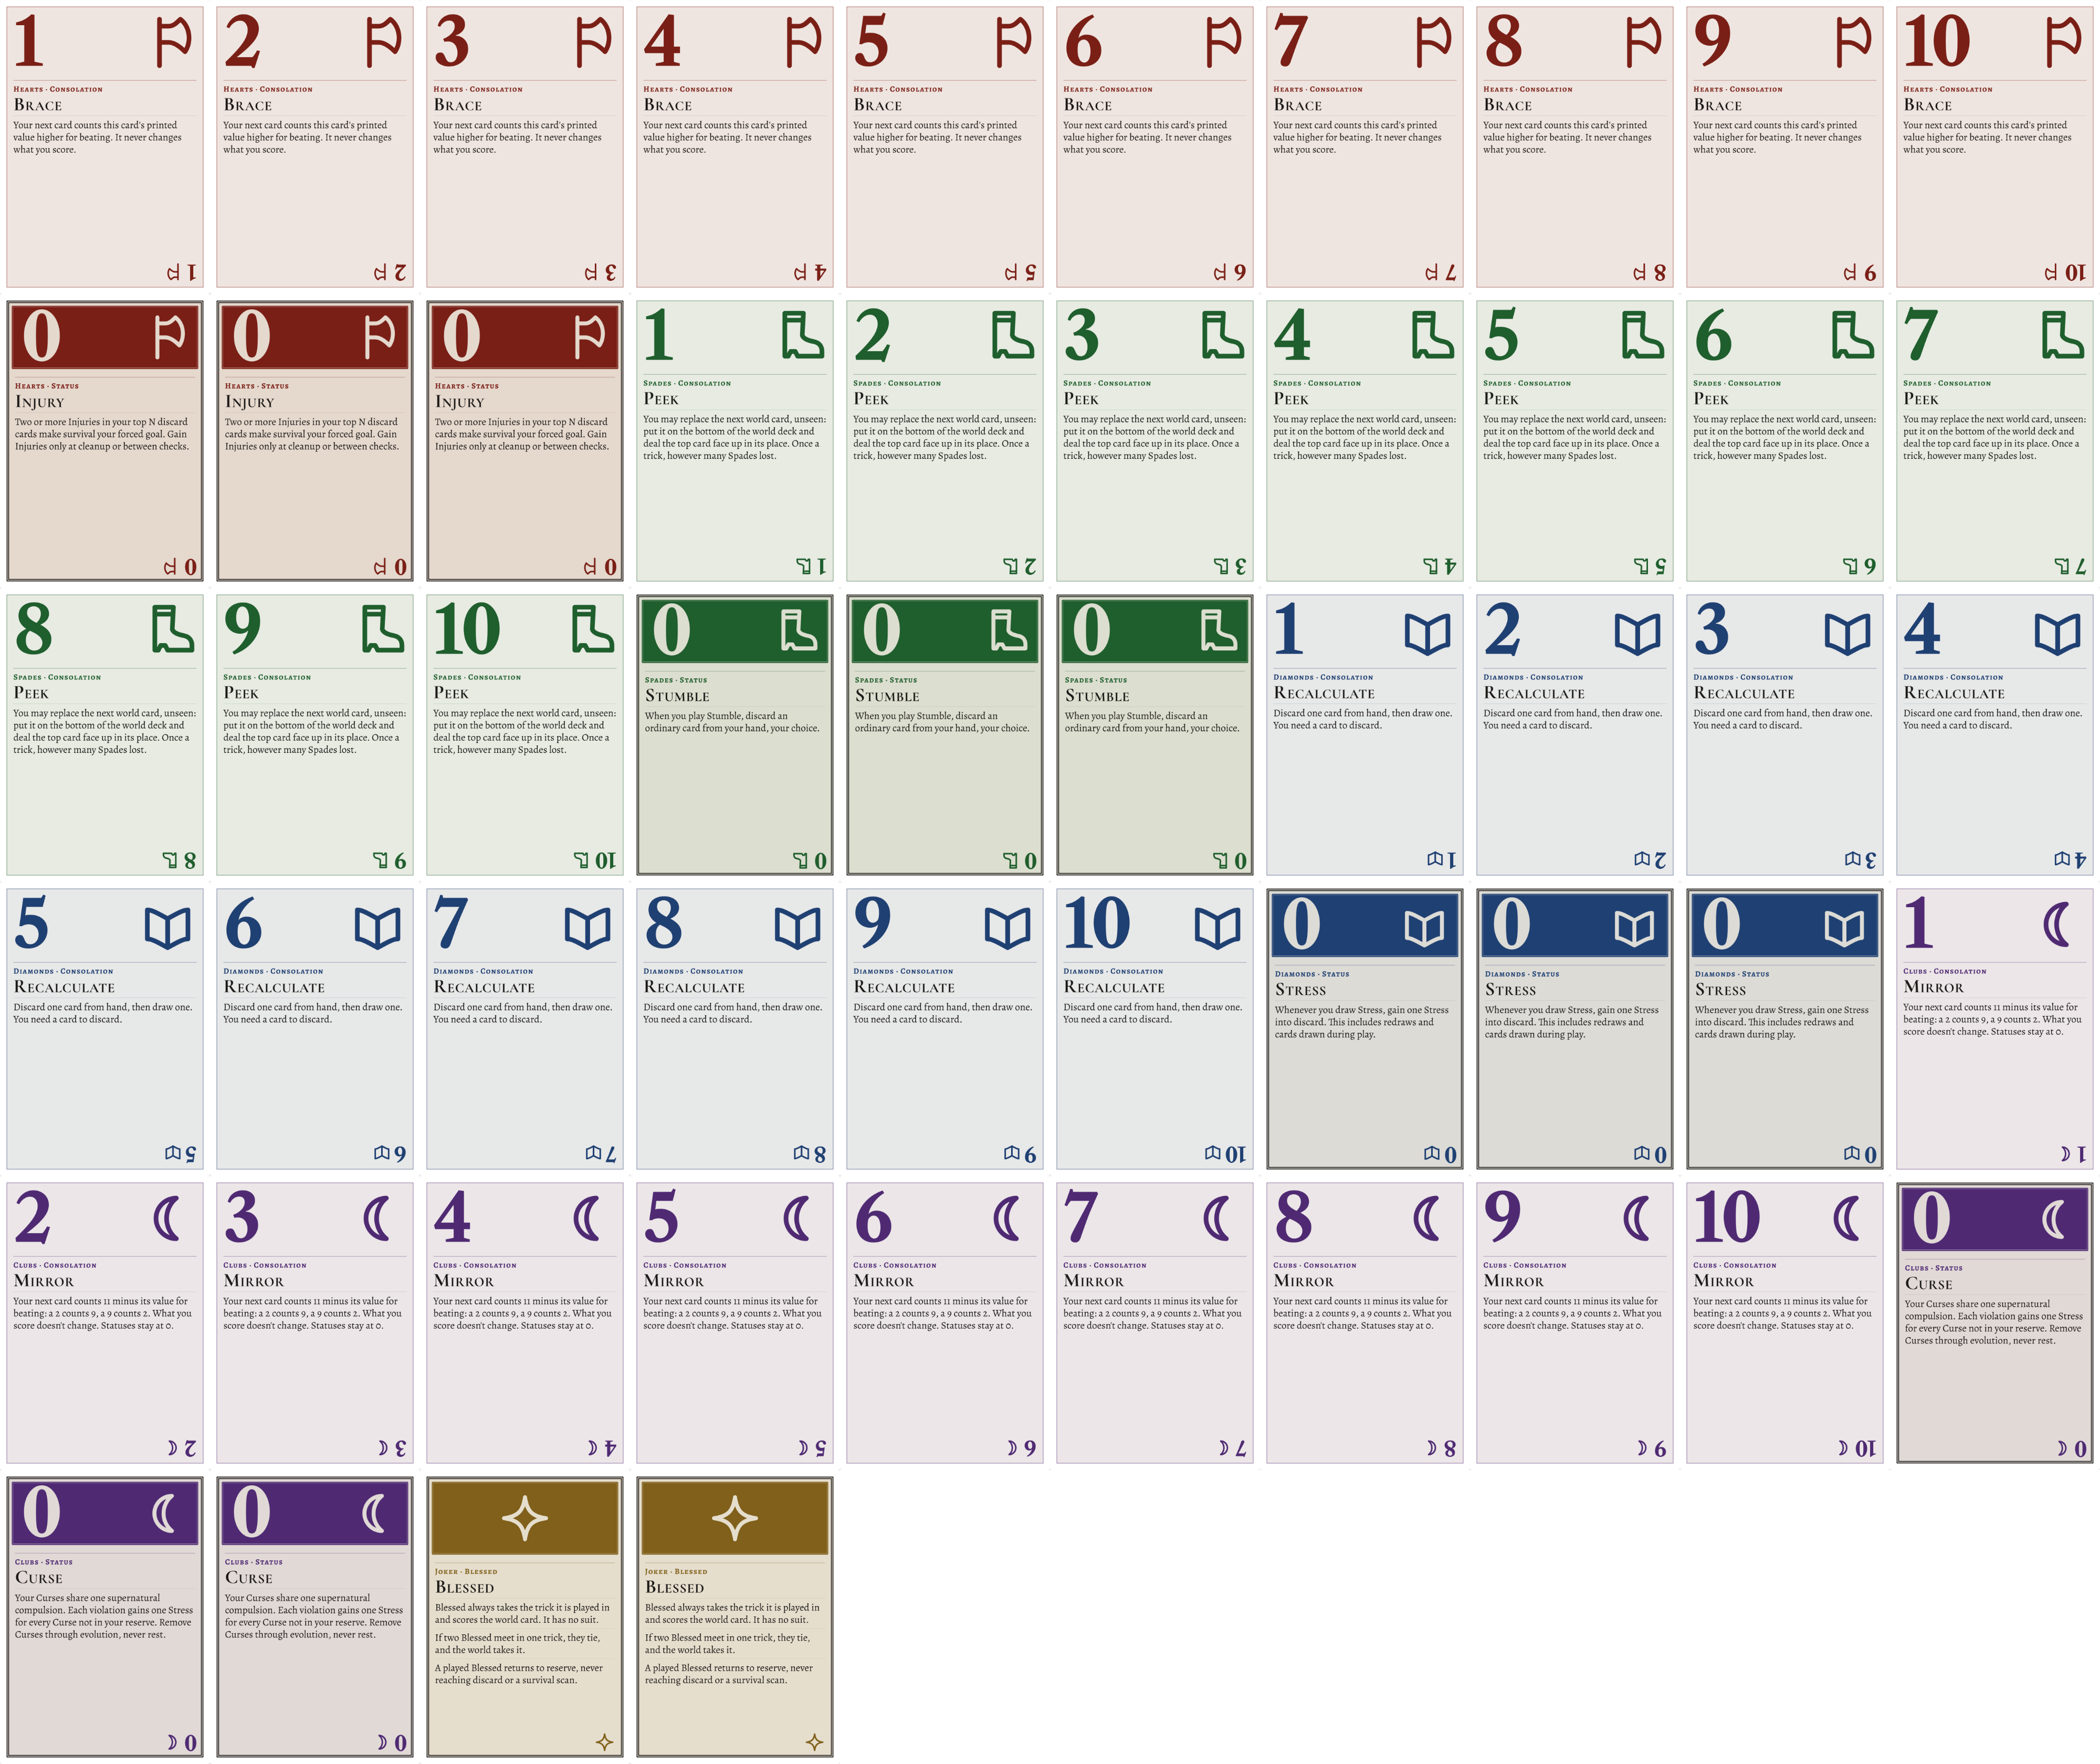 1
Hearts · Consolation
Brace
Your next card counts this card's printed
value higher for beating. It never changes
what you score.
1
2
Hearts · Consolation
Brace
Your next card counts this card's printed
value higher for beating. It never changes
what you score.
2
3
Hearts · Consolation
Brace
Your next card counts this card's printed
value higher for beating. It never changes
what you score.
3
4
Hearts · Consolation
Brace
Your next card counts this card's printed
value higher for beating. It never changes
what you score.
4
5
Hearts · Consolation
Brace
Your next card counts this card's printed
value higher for beating. It never changes
what you score.
5
6
Hearts · Consolation
Brace
Your next card counts this card's printed
value higher for beating. It never changes
what you score.
6
7
Hearts · Consolation
Brace
Your next card counts this card's printed
value higher for beating. It never changes
what you score.
7
8
Hearts · Consolation
Brace
Your next card counts this card's printed
value higher for beating. It never changes
what you score.
8
9
Hearts · Consolation
Brace
Your next card counts this card's printed
value higher for beating. It never changes
what you score.
9
10
Hearts · Consolation
Brace
Your next card counts this card's printed
value higher for beating. It never changes
what you score.
10
0
Hearts · Status
Injury
Two or more Injuries in your top N discard
cards make survival your forced goal. Gain
Injuries only at cleanup or between checks.
0
0
Hearts · Status
Injury
Two or more Injuries in your top N discard
cards make survival your forced goal. Gain
Injuries only at cleanup or between checks.
0
0
Hearts · Status
Injury
Two or more Injuries in your top N discard
cards make survival your forced goal. Gain
Injuries only at cleanup or between checks.
0
1
Spades · Consolation
Peek
You may replace the next world card, unseen:
put it on the bottom of the world deck and
deal the top card face up in its place. Once a
trick, however many Spades lost.
1
2
Spades · Consolation
Peek
You may replace the next world card, unseen:
put it on the bottom of the world deck and
deal the top card face up in its place. Once a
trick, however many Spades lost.
2
3
Spades · Consolation
Peek
You may replace the next world card, unseen:
put it on the bottom of the world deck and
deal the top card face up in its place. Once a
trick, however many Spades lost.
3
4
Spades · Consolation
Peek
You may replace the next world card, unseen:
put it on the bottom of the world deck and
deal the top card face up in its place. Once a
trick, however many Spades lost.
4
5
Spades · Consolation
Peek
You may replace the next world card, unseen:
put it on the bottom of the world deck and
deal the top card face up in its place. Once a
trick, however many Spades lost.
5
6
Spades · Consolation
Peek
You may replace the next world card, unseen:
put it on the bottom of the world deck and
deal the top card face up in its place. Once a
trick, however many Spades lost.
6
7
Spades · Consolation
Peek
You may replace the next world card, unseen:
put it on the bottom of the world deck and
deal the top card face up in its place. Once a
trick, however many Spades lost.
7
8
Spades · Consolation
Peek
You may replace the next world card, unseen:
put it on the bottom of the world deck and
deal the top card face up in its place. Once a
trick, however many Spades lost.
8
9
Spades · Consolation
Peek
You may replace the next world card, unseen:
put it on the bottom of the world deck and
deal the top card face up in its place. Once a
trick, however many Spades lost.
9
10
Spades · Consolation
Peek
You may replace the next world card, unseen:
put it on the bottom of the world deck and
deal the top card face up in its place. Once a
trick, however many Spades lost.
10
0
Spades · Status
Stumble
When you play Stumble, discard an
ordinary card from your hand, your choice.
0
0
Spades · Status
Stumble
When you play Stumble, discard an
ordinary card from your hand, your choice.
0
0
Spades · Status
Stumble
When you play Stumble, discard an
ordinary card from your hand, your choice.
0
1
Diamonds · Consolation
Recalculate
Discard one card from hand, then draw one.
You need a card to discard.
1
2
Diamonds · Consolation
Recalculate
Discard one card from hand, then draw one.
You need a card to discard.
2
3
Diamonds · Consolation
Recalculate
Discard one card from hand, then draw one.
You need a card to discard.
3
4
Diamonds · Consolation
Recalculate
Discard one card from hand, then draw one.
You need a card to discard.
4
5
Diamonds · Consolation
Recalculate
Discard one card from hand, then draw one.
You need a card to discard.
5
6
Diamonds · Consolation
Recalculate
Discard one card from hand, then draw one.
You need a card to discard.
6
7
Diamonds · Consolation
Recalculate
Discard one card from hand, then draw one.
You need a card to discard.
7
8
Diamonds · Consolation
Recalculate
Discard one card from hand, then draw one.
You need a card to discard.
8
9
Diamonds · Consolation
Recalculate
Discard one card from hand, then draw one.
You need a card to discard.
9
10
Diamonds · Consolation
Recalculate
Discard one card from hand, then draw one.
You need a card to discard.
10
0
Diamonds · Status
Stress
Whenever you draw Stress, gain one Stress
into discard. This includes redraws and
cards drawn during play.
0
0
Diamonds · Status
Stress
Whenever you draw Stress, gain one Stress
into discard. This includes redraws and
cards drawn during play.
0
0
Diamonds · Status
Stress
Whenever you draw Stress, gain one Stress
into discard. This includes redraws and
cards drawn during play.
0
1
Clubs · Consolation
Mirror
Your next card counts 11 minus its value for
beating: a 2 counts 9, a 9 counts 2. What you
score doesn't change. Statuses stay at 0.
1
2
Clubs · Consolation
Mirror
Your next card counts 11 minus its value for
beating: a 2 counts 9, a 9 counts 2. What you
score doesn't change. Statuses stay at 0.
2
3
Clubs · Consolation
Mirror
Your next card counts 11 minus its value for
beating: a 2 counts 9, a 9 counts 2. What you
score doesn't change. Statuses stay at 0.
3
4
Clubs · Consolation
Mirror
Your next card counts 11 minus its value for
beating: a 2 counts 9, a 9 counts 2. What you
score doesn't change. Statuses stay at 0.
4
5
Clubs · Consolation
Mirror
Your next card counts 11 minus its value for
beating: a 2 counts 9, a 9 counts 2. What you
score doesn't change. Statuses stay at 0.
5
6
Clubs · Consolation
Mirror
Your next card counts 11 minus its value for
beating: a 2 counts 9, a 9 counts 2. What you
score doesn't change. Statuses stay at 0.
6
7
Clubs · Consolation
Mirror
Your next card counts 11 minus its value for
beating: a 2 counts 9, a 9 counts 2. What you
score doesn't change. Statuses stay at 0.
7
8
Clubs · Consolation
Mirror
Your next card counts 11 minus its value for
beating: a 2 counts 9, a 9 counts 2. What you
score doesn't change. Statuses stay at 0.
8
9
Clubs · Consolation
Mirror
Your next card counts 11 minus its value for
beating: a 2 counts 9, a 9 counts 2. What you
score doesn't change. Statuses stay at 0.
9
10
Clubs · Consolation
Mirror
Your next card counts 11 minus its value for
beating: a 2 counts 9, a 9 counts 2. What you
score doesn't change. Statuses stay at 0.
10
0
Clubs · Status
Curse
Your Curses share one supernatural
compulsion. Each violation gains one Stress
for every Curse not in your reserve. Remove
Curses through evolution, never rest.
0
0
Clubs · Status
Curse
Your Curses share one supernatural
compulsion. Each violation gains one Stress
for every Curse not in your reserve. Remove
Curses through evolution, never rest.
0
0
Clubs · Status
Curse
Your Curses share one supernatural
compulsion. Each violation gains one Stress
for every Curse not in your reserve. Remove
Curses through evolution, never rest.
0
Joker · Blessed
Blessed
Blessed always takes the trick it is played in
and scores the world card. It has no suit.
If two Blessed meet in one trick, they tie,
and the world takes it.
A played Blessed returns to reserve, never
reaching discard or a survival scan.
Joker · Blessed
Blessed
Blessed always takes the trick it is played in
and scores the world card. It has no suit.
If two Blessed meet in one trick, they tie,
and the world takes it.
A played Blessed returns to reserve, never
reaching discard or a survival scan.